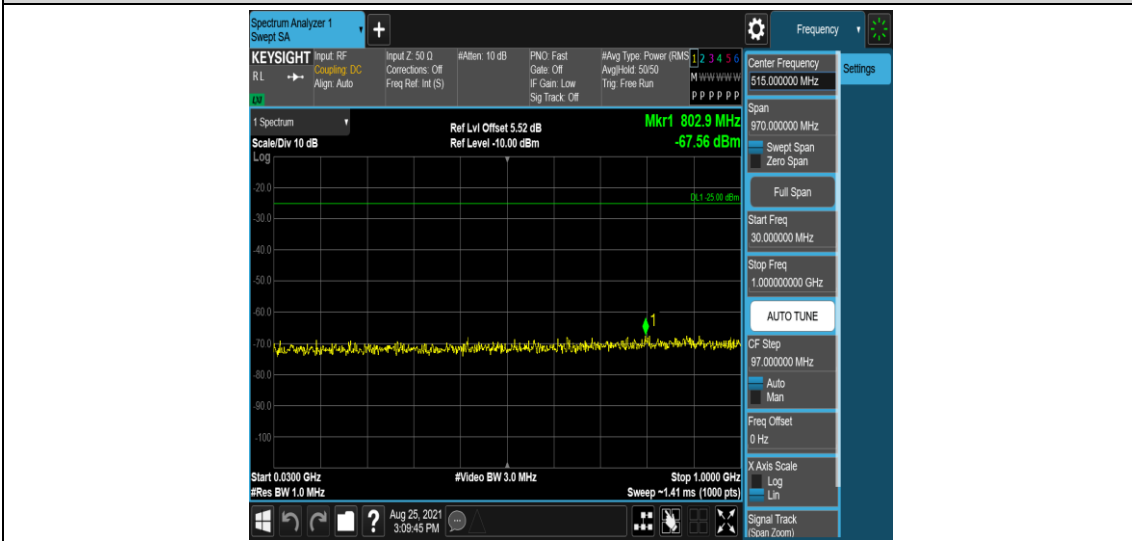 Spectrum Analyzer 1
Swept SA
+
Frequency
KEYSIGHT
RL
LXI
Input: RF
Coupling: DC
Align: Auto
Input Z: 50 Ω
Corrections: Off
Freq Ref: Int (S)
#Atten: 10 dB
PNO: Fast
Gate: Off
IF Gain: Low
Sig Track: Off
#Avg Type: Power (RMS
Avg|Hold: 50/50
Trig: Free Run
1 2 3 4 5 6
M W W W W W
P P P P P P
1 Spectrum
Scale/Div 10 dB
Log
Ref Lvl Offset 5.52 dB
Ref Level -10.00 dBm
Mkr1 802.9 MHz
-67.56 dBm
-20.0
DL1 -25.00 dBm
-30.0
-40.0
-50.0
-60.0
1
-70.0
-80.0
-90.0
-100
Start 0.0300 GHz
#Res BW 1.0 MHz
#Video BW 3.0 MHz
Stop 1.0000 GHz
Sweep ~1.41 ms (1000 pts)
Center Frequency
515.000000 MHz
Settings
Span
970.000000 MHz
Swept Span
Zero Span
Full Span
Start Freq
30.000000 MHz
Stop Freq
1.000000000 GHz
AUTO TUNE
CF Step
97.000000 MHz
Auto
Man
Freq Offset
0 Hz
X Axis Scale
Log
Lin
Signal Track
(Span Zoom)
?
Aug 25, 2021
3:09:45 PM